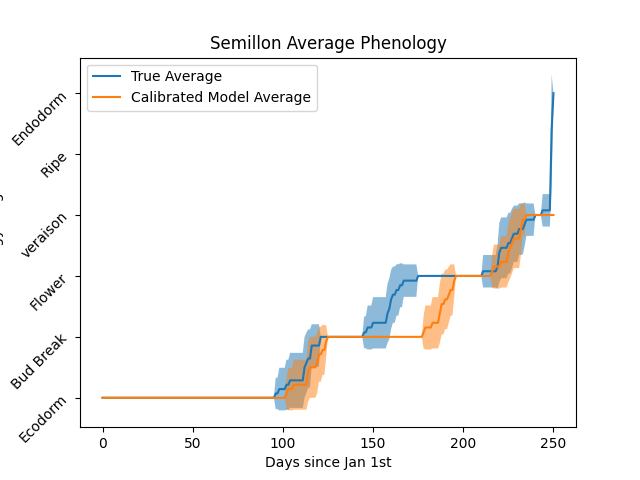 Semillon Average Phenology
True Average
Calibrated Model Average
Endodorm
Ripe
veraison
Flower
Bud Break
Ecodorm
0 50 100 150 200 250
Days since Jan 1st